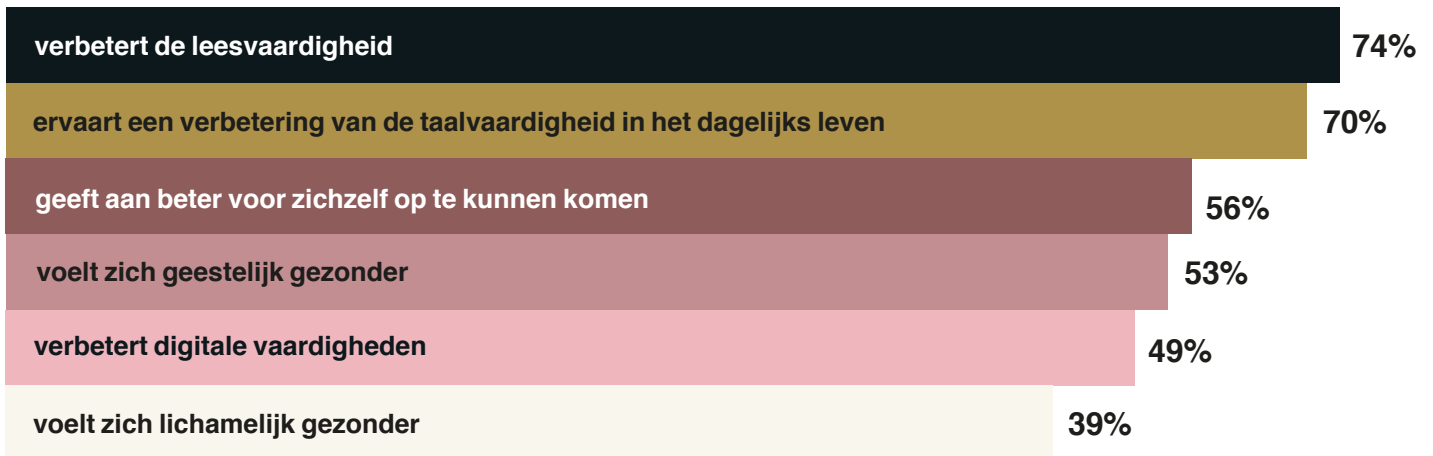 verbetert de leesvaardigheid 74%
ervaart een verbetering van de taalvaardigheid in het dagelijks leven 70%
geeft aan beter voor zichzelf op te kunnen komen 56%
voelt zich geestelijk gezonder 53%
verbetert digitale vaardigheden 49%
voelt zich lichamelijk gezonder 39%